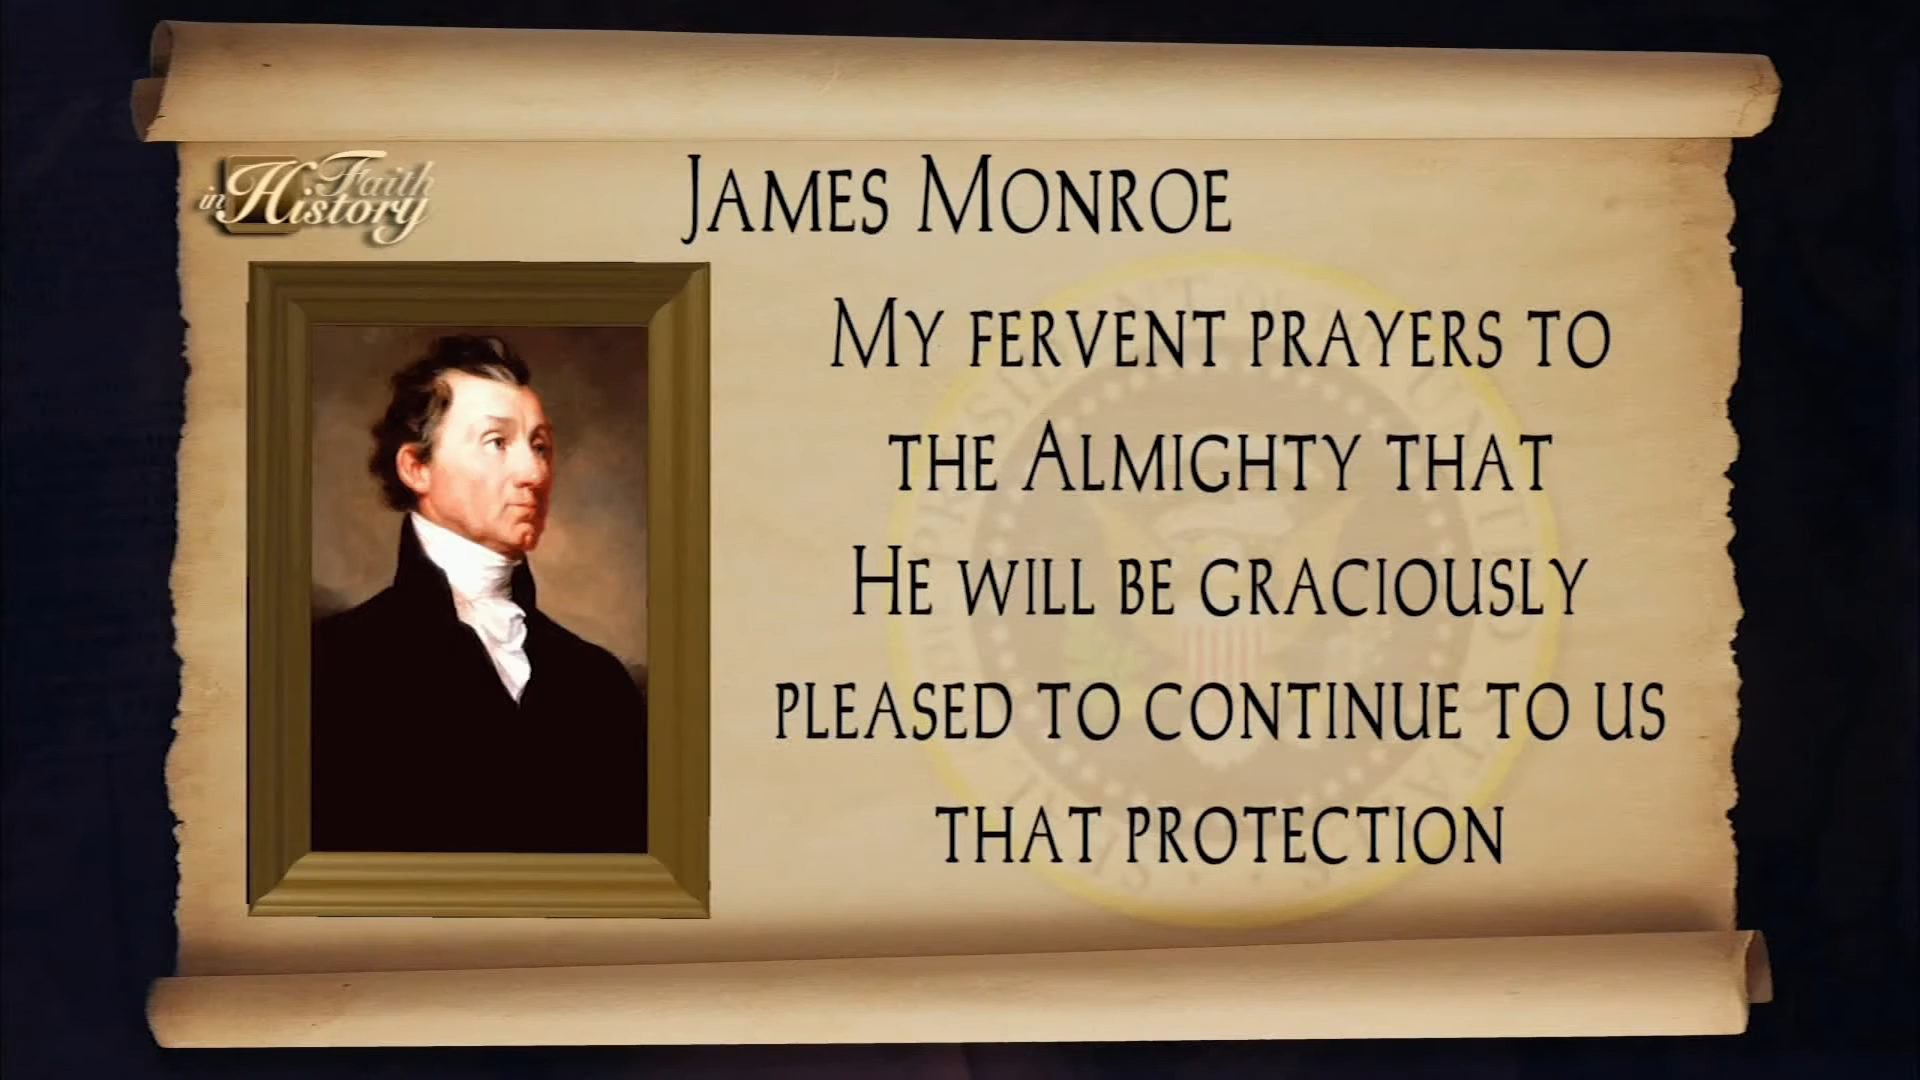 Faith
in History
JAMES MONROE
MY FERVENT PRAYERS TO
THE ALMIGHTY THAT
HE WILL BE GRACIOUSLY
PLEASED TO CONTINUE TO US
THAT PROTECTION